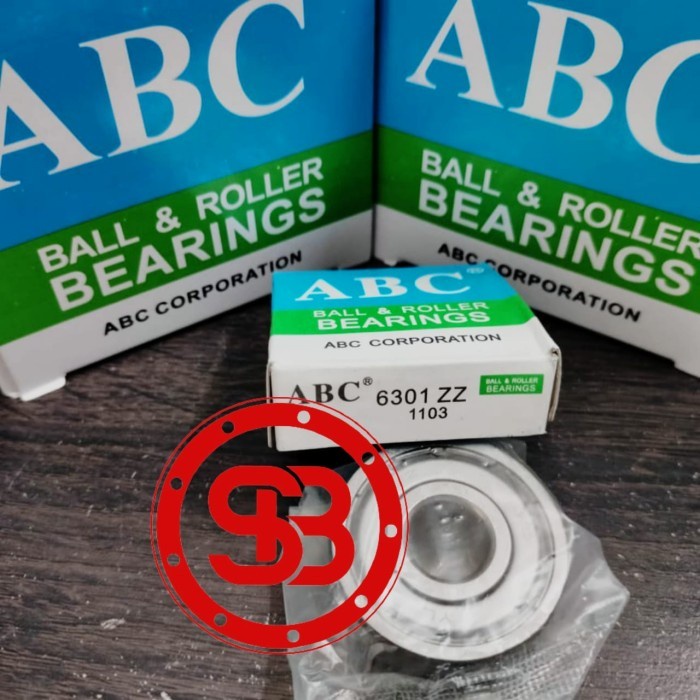 ABC
BALL & ROLLER
BEARINGS
ABC CORPORATION
ABC
BALL & ROLLER
BEARINGS
ABC CORPORATION
ABC®
BALL & ROLLER
BEARINGS
ABC CORPORATION
ABC® 6301 ZZ
1103
BALL & ROLLER
BEARINGS
SB